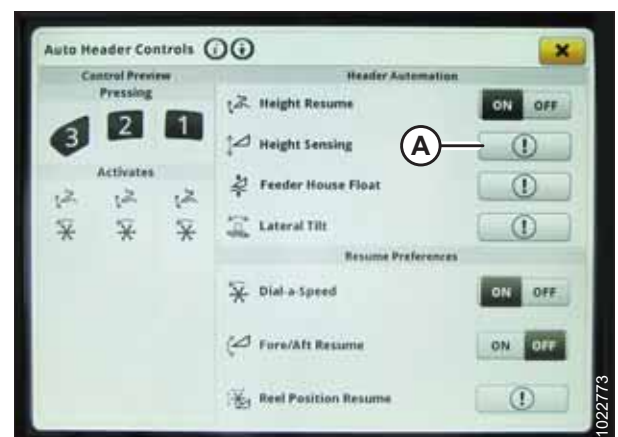 Auto Header Controls
Control Preview
Pressing
3 2 1
Activates
Header Automation
Height Resume ON OFF
A
Height Sensing
Feeder House Float
Lateral Tilt
Resume Preferences
Dial-a-Speed ON OFF
Fore/Aft Resume ON OFF
Reel Position Resume
1022773